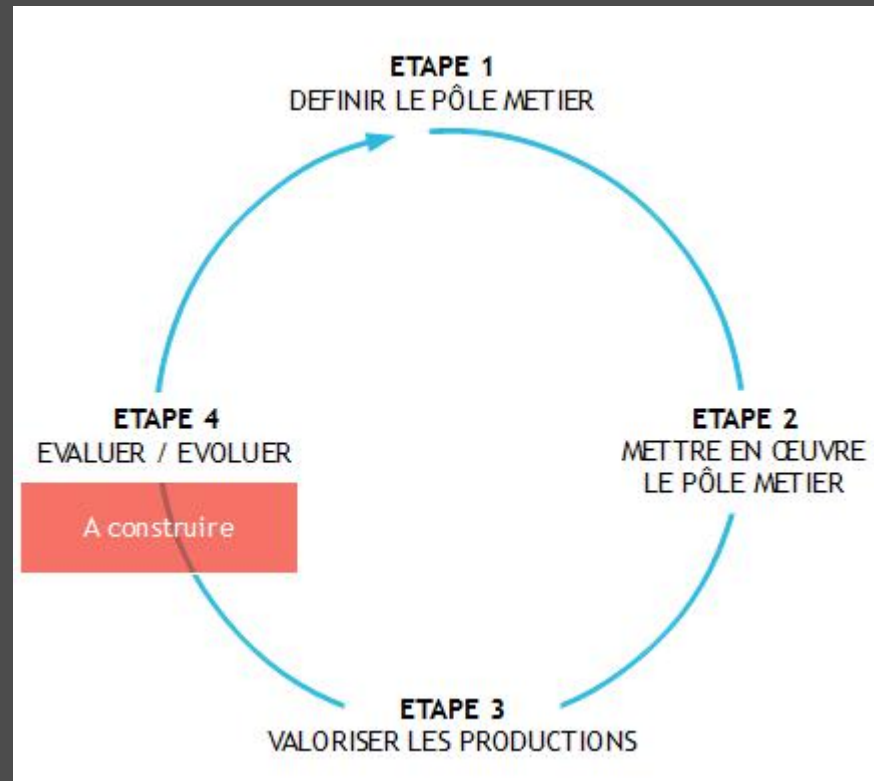 ETAPE 1
DEFINIR LE PÔLE METIER
ETAPE 2
METTRE EN ŒUVRE
LE PÔLE METIER
ETAPE 3
VALORISER LES PRODUCTIONS
ETAPE 4
EVALUER / EVOLUER
A construire